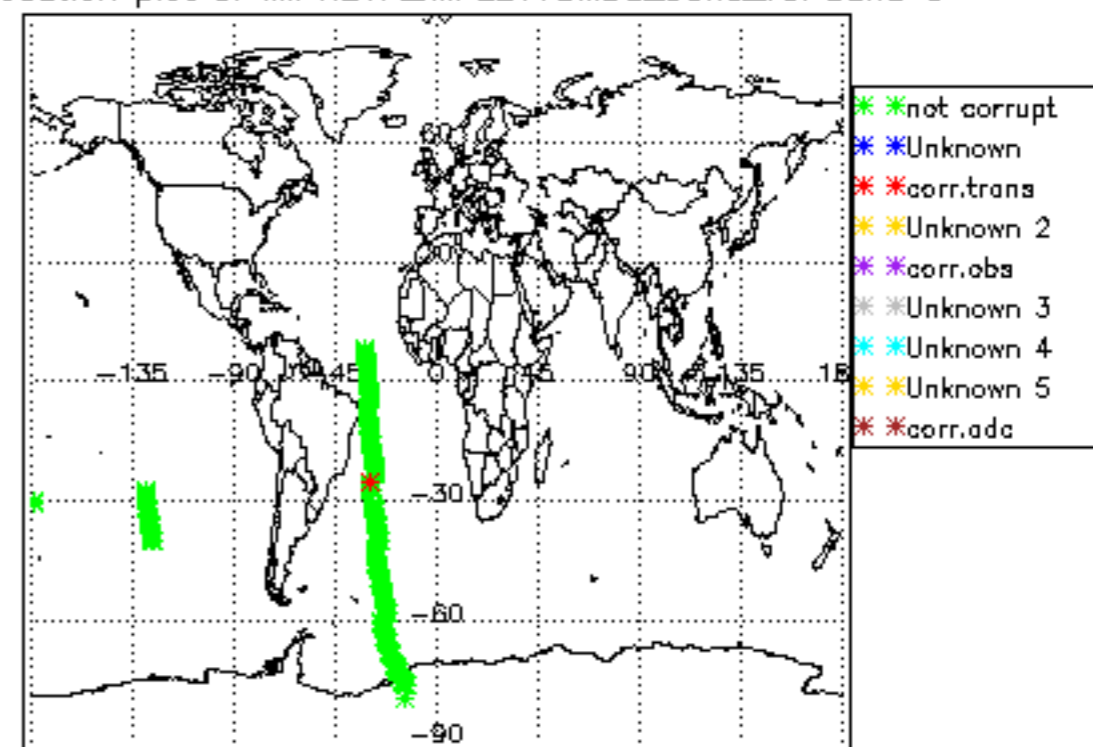 not corrupt
Unknown
corr.trans
Unknown 2
corr.obs
Unknown 3
Unknown 4
Unknown 5
corr.adc
60
-135
-90
45
0
45
90
135
-30
-60
-90